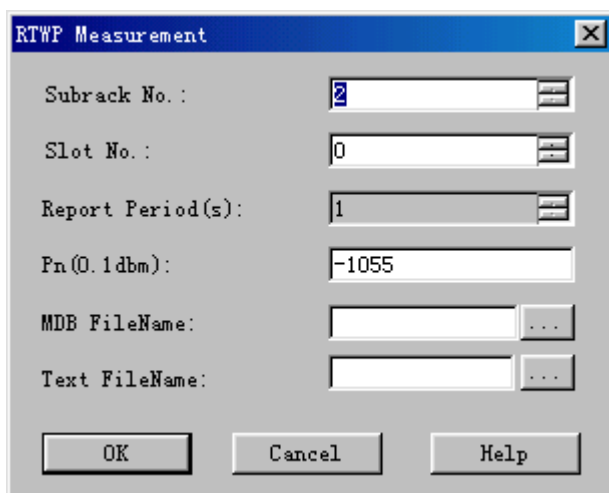 RTWP Measurement
Subrack No.: 2
Slot No.: 0
Report Period(s): 1
Pn(0.1dbm): -1055
MDB FileName: ...
Text FileName: ...
OK Cancel Help